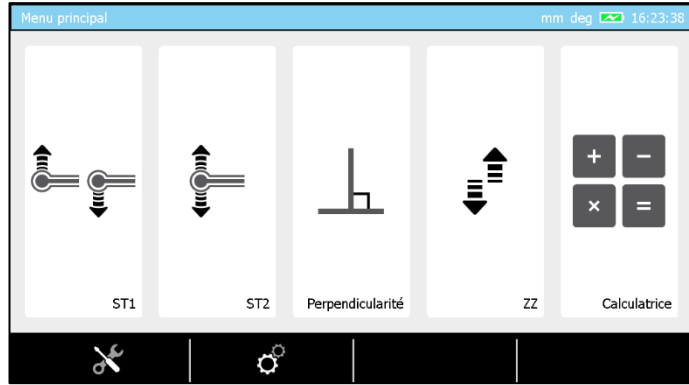 Menu principal
mm deg 16:23:38
+ −
× =
ST1
ST2
Perpendicularité
ZZ
Calculatrice